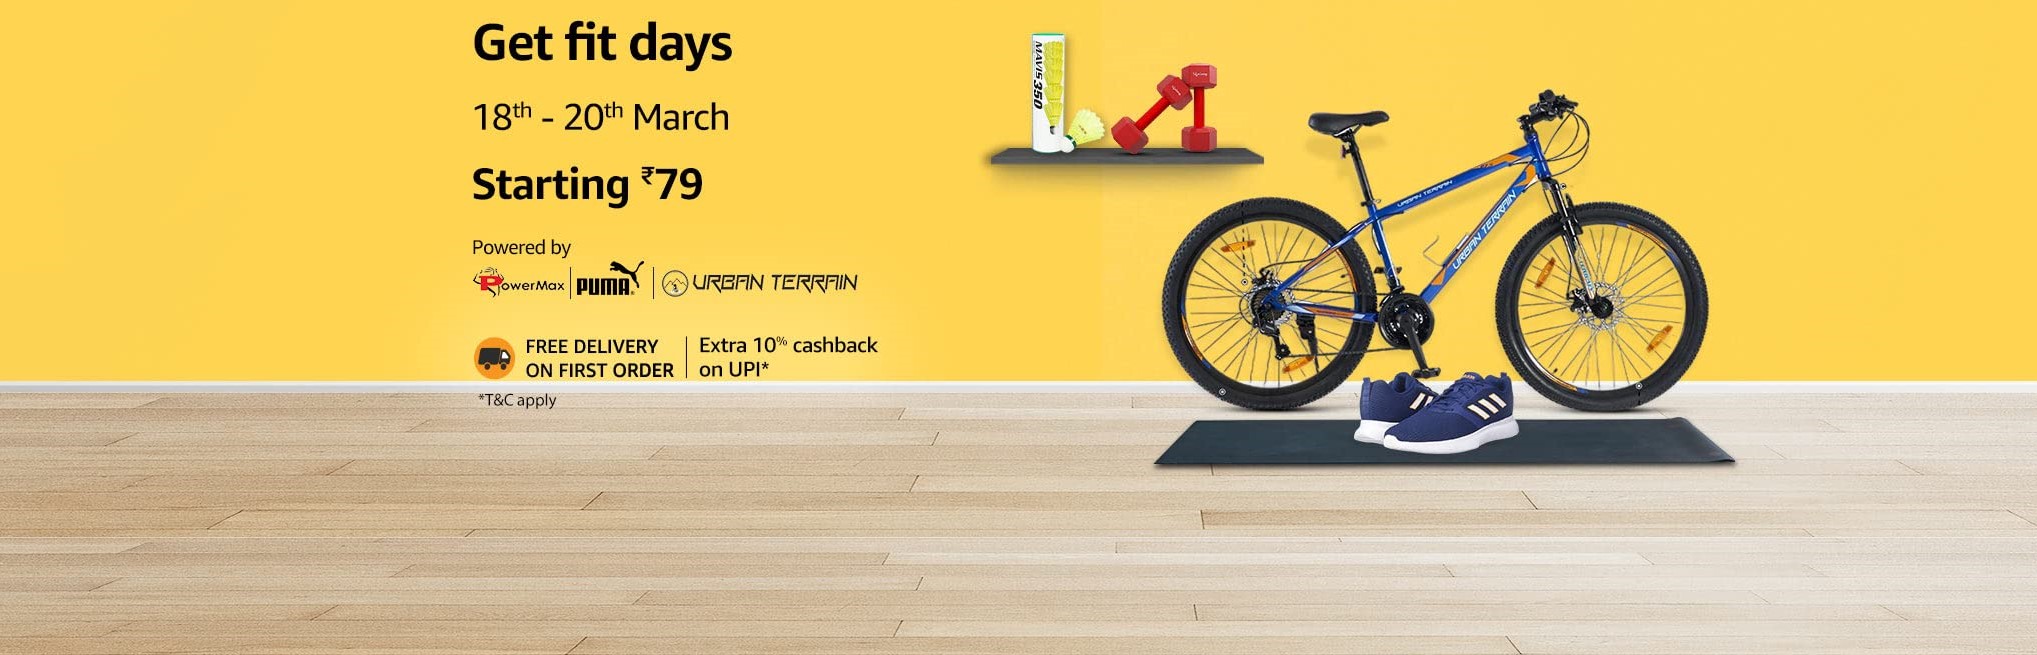 Get fit days
18th - 20th March
Starting ₹79
Powered by
PowerMax PUMA® URBAN TERRAIN
FREE DELIVERY
ON FIRST ORDER
Extra 10% cashback
on UPI*
*T&C apply
MAVIS 350
URBAN TERRAIN
URBAN TERRAIN